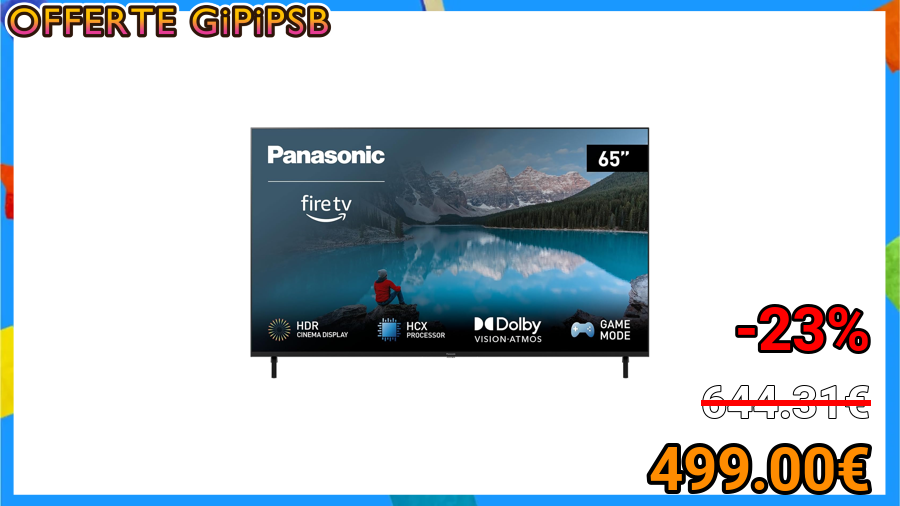 OFFERTE GiPiPSB
Panasonic
65”
fire tv
HDR
CINEMA DISPLAY
HCX
PROCESSOR
Dolby
VISION·ATMOS
GAME
MODE
-23%
644.31€
499.00€